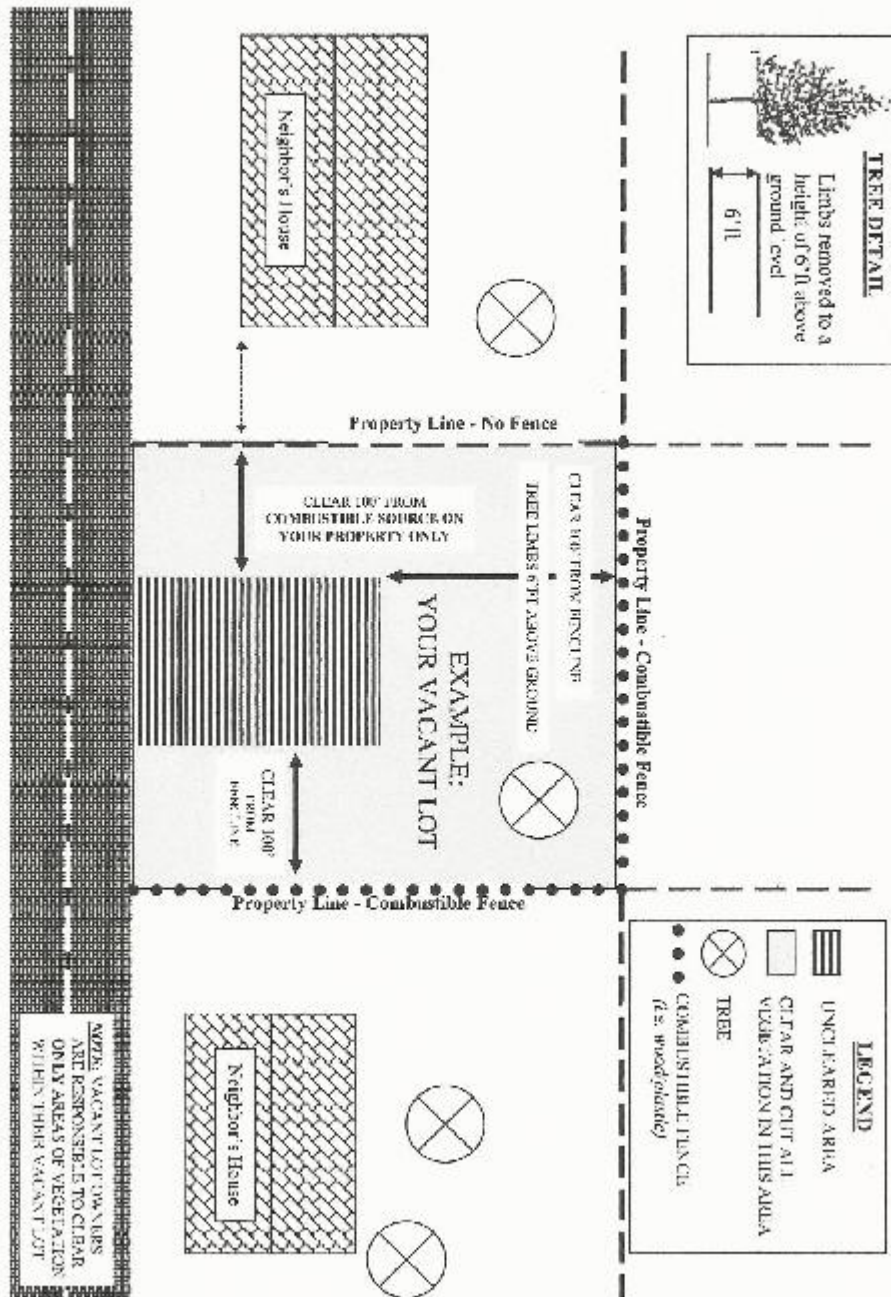 TREE DETAIL
Limbs removed to a
height of 6'ft above
ground level
6'ft
Neighbor's House
Property Line - No Fence
Property Line - Combustible Fence
CLEAR 100' FROM FENCLINE
TREE LIMBS 6'FT ABOVE GROUND
CLEAR 100' FROM
COMBUSTIBLE SOURCE ON
YOUR PROPERTY ONLY
EXAMPLE:
YOUR VACANT LOT
CLEAR 100'
FROM
Property Line - Combustible Fence
Neighbor's House
LEGEND
UNCLEARED AREA
CLEAR AND CUT ALL
VEGETATION IN THIS AREA
TREE
COMBUSTIBLE FENCE
(i.e. wood/plastic)
NOTE: VACANT LOT OWNERS
ARE RESPONSIBLE TO CLEAR
ONLY AREAS OF VEGETATION
WITHIN THEIR VACANT LOT